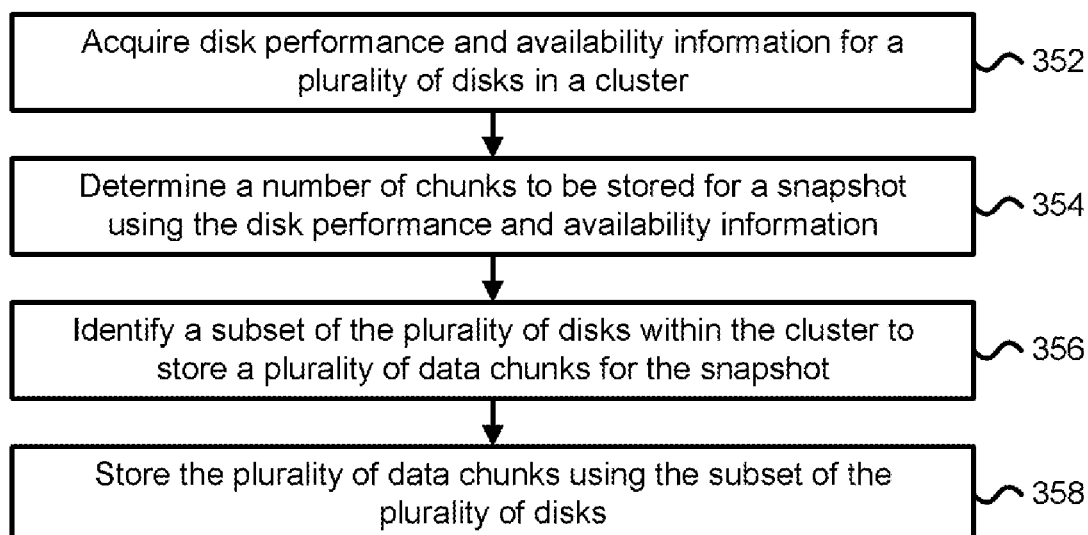 Acquire disk performance and availability information for a
plurality of disks in a cluster
352
Determine a number of chunks to be stored for a snapshot
using the disk performance and availability information
354
Identify a subset of the plurality of disks within the cluster to
store a plurality of data chunks for the snapshot
356
Store the plurality of data chunks using the subset of the
plurality of disks
358